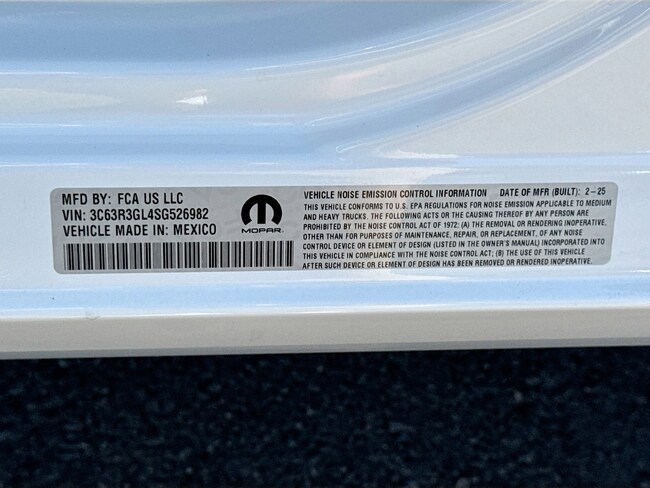 MFD BY: FCA US LLC
VIN: 3C63R3GL4SG526982
VEHICLE MADE IN: MEXICO
MOPAR
VEHICLE NOISE EMISSION CONTROL INFORMATION DATE OF MFR (BUILT): 2-25
THIS VEHICLE CONFORMS TO U.S. EPA REGULATIONS FOR NOISE EMISSION APPLICABLE TO MEDIUM
AND HEAVY TRUCKS. THE FOLLOWING ACTS OR THE CAUSING THEREOF BY ANY PERSON ARE
PROHIBITED BY THE NOISE CONTROL ACT OF 1972: (A) THE REMOVAL OR RENDERING INOPERATIVE,
OTHER THAN FOR PURPOSES OF MAINTENANCE, REPAIR, OR REPLACEMENT, OF ANY NOISE
CONTROL DEVICE OR ELEMENT OF DESIGN (LISTED IN THE OWNER'S MANUAL) INCORPORATED INTO
THIS VEHICLE IN COMPLIANCE WITH THE NOISE CONTROL ACT; (B) THE USE OF THIS VEHICLE
AFTER SUCH DEVICE OR ELEMENT OF DESIGN HAS BEEN REMOVED OR RENDERED INOPERATIVE.